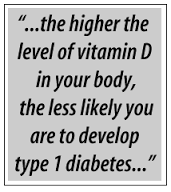 “...the higher the
level of vitamin D
in your body,
the less likely you
are to develop
type 1 diabetes...”